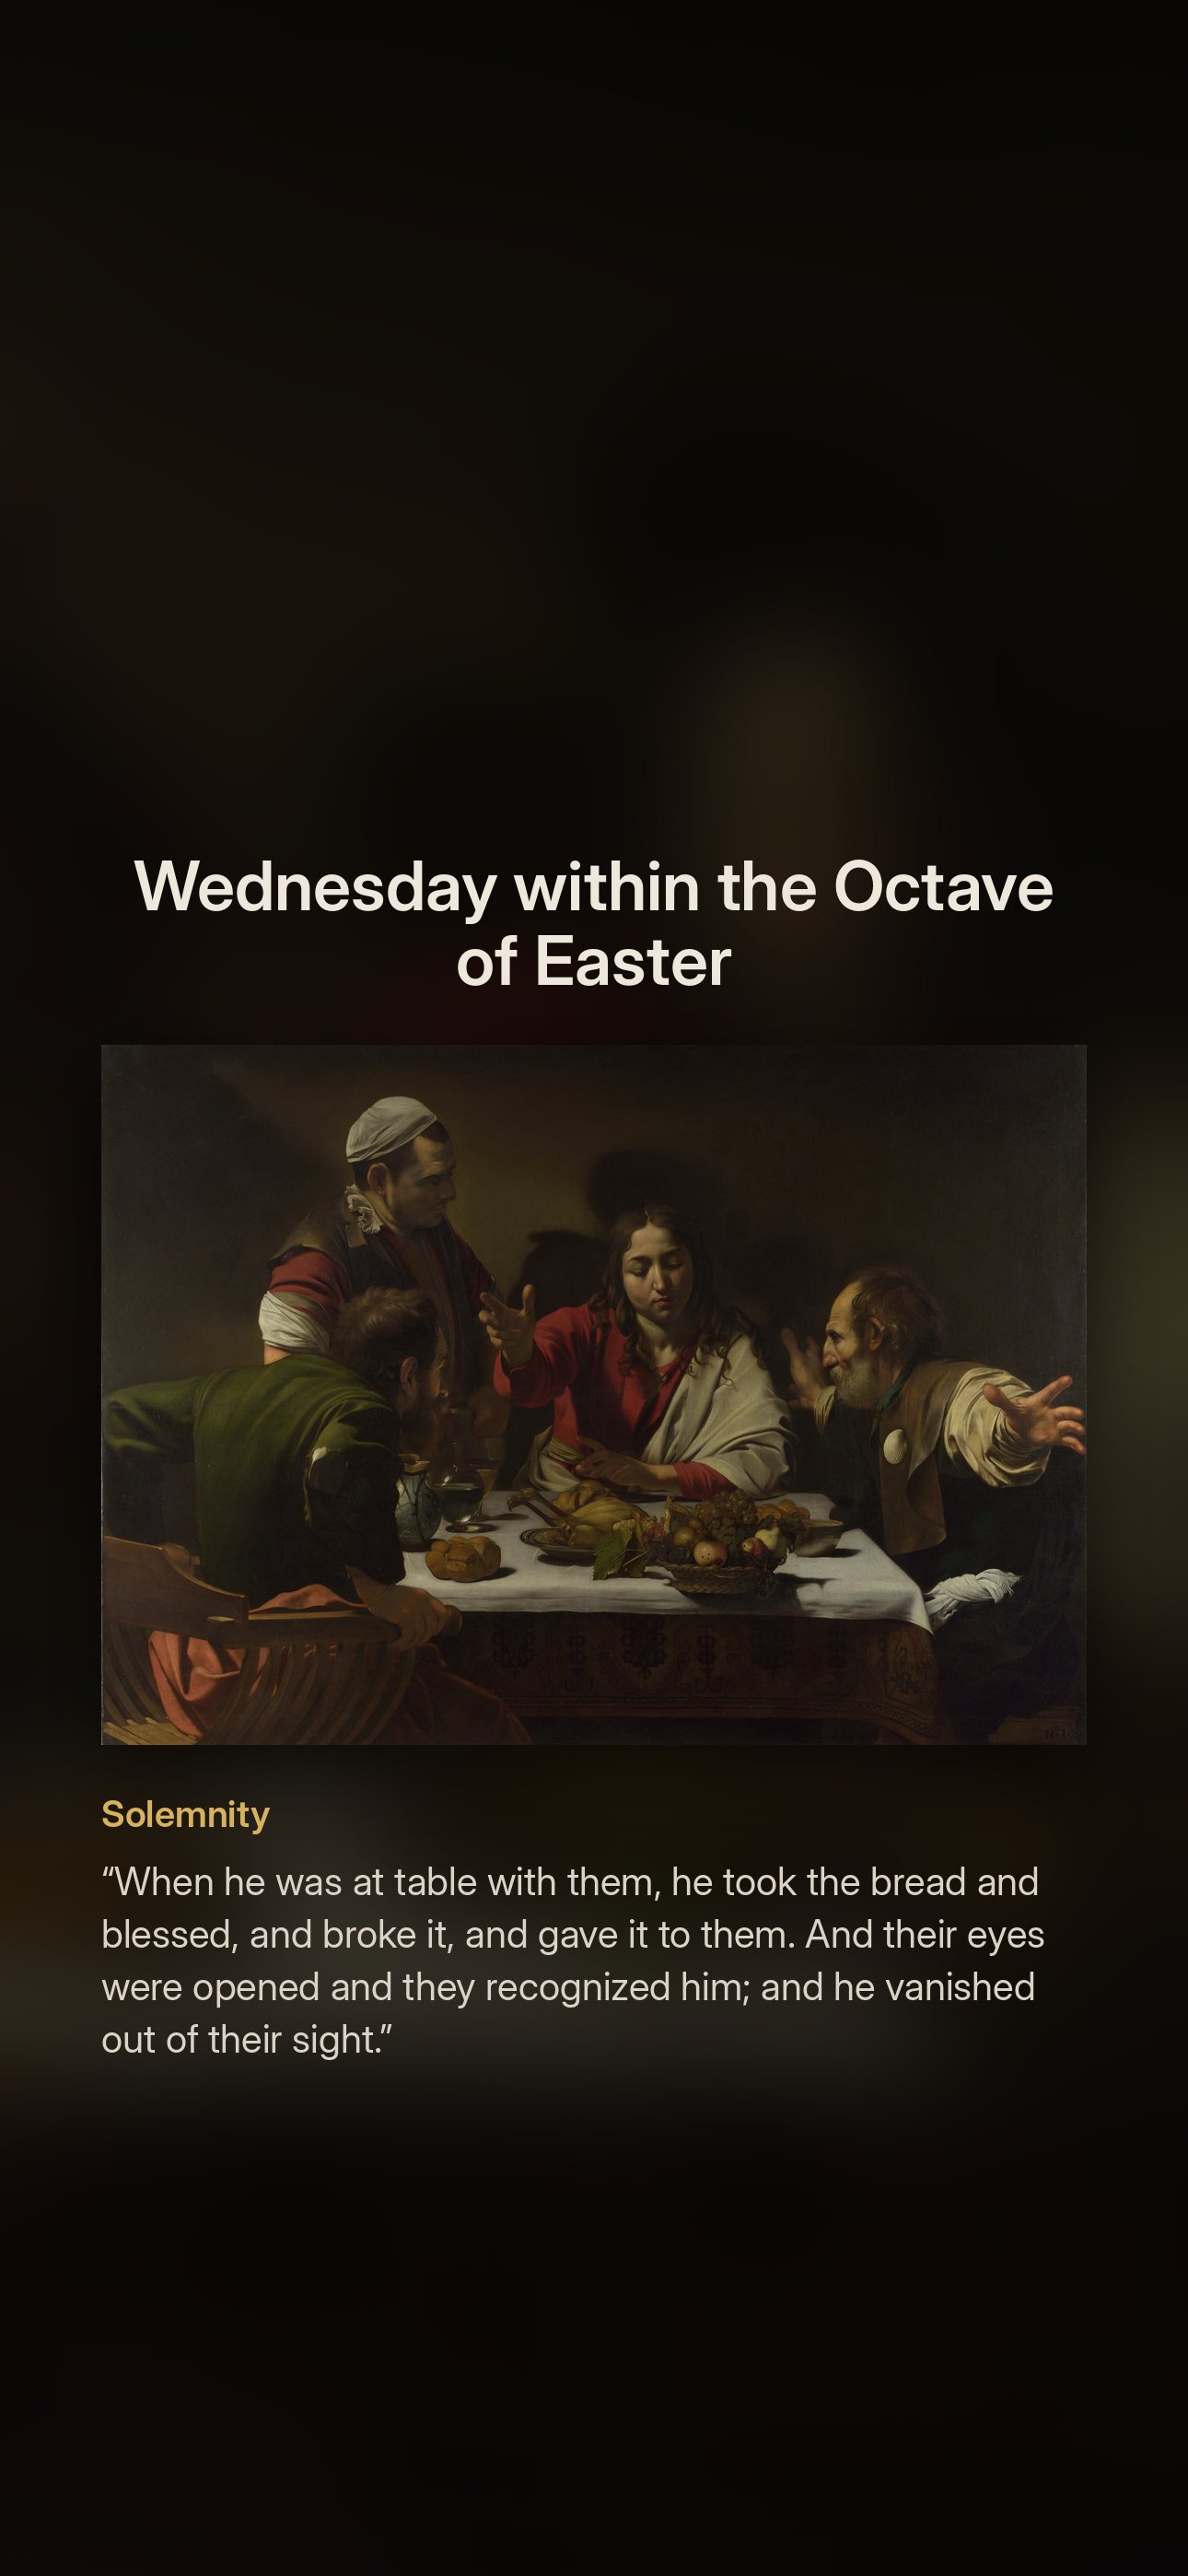 Wednesday within the Octave
of Easter
Solemnity
“When he was at table with them, he took the bread and
blessed, and broke it, and gave it to them. And their eyes
were opened and they recognized him; and he vanished
out of their sight.”